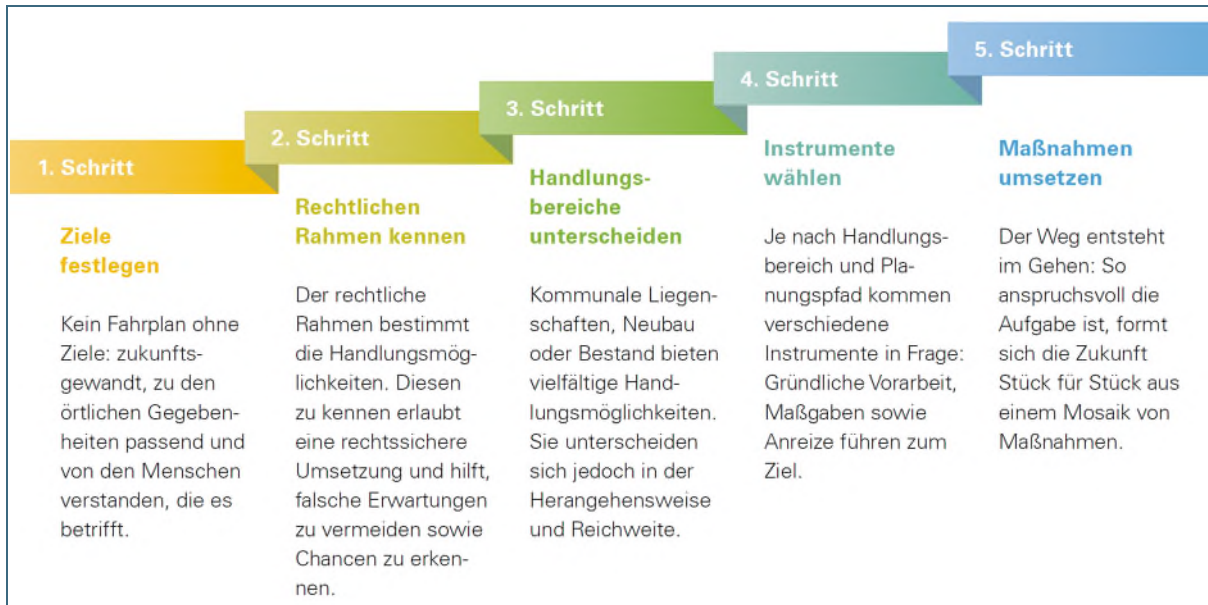 1. Schritt
Ziele
festlegen
Kein Fahrplan ohne
Ziele: zukunfts-
gewandt, zu den
örtlichen Gegeben-
heiten passend und
von den Menschen
verstanden, die es
betrifft.
2. Schritt
Rechtlichen
Rahmen kennen
Der rechtliche
Rahmen bestimmt
die Handlungsmög-
lichkeiten. Diesen
zu kennen erlaubt
eine rechtssichere
Umsetzung und hilft,
falsche Erwartungen
zu vermeiden sowie
Chancen zu erken-
nen.
3. Schritt
Handlungs-
bereiche
unterscheiden
Kommunale Liegen-
schaften, Neubau
oder Bestand bieten
vielfältige Hand-
lungsmöglichkeiten.
Sie unterscheiden
sich jedoch in der
Herangehensweise
und Reichweite.
4. Schritt
Instrumente
wählen
Je nach Handlungs-
bereich und Pla-
nungspfad kommen
verschiedene
Instrumente in Frage:
Gründliche Vorarbeit,
Maßgaben sowie
Anreize führen zum
Ziel.
5. Schritt
Maßnahmen
umsetzen
Der Weg entsteht
im Gehen: So
anspruchsvoll die
Aufgabe ist, formt
sich die Zukunft
Stück für Stück aus
einem Mosaik von
Maßnahmen.